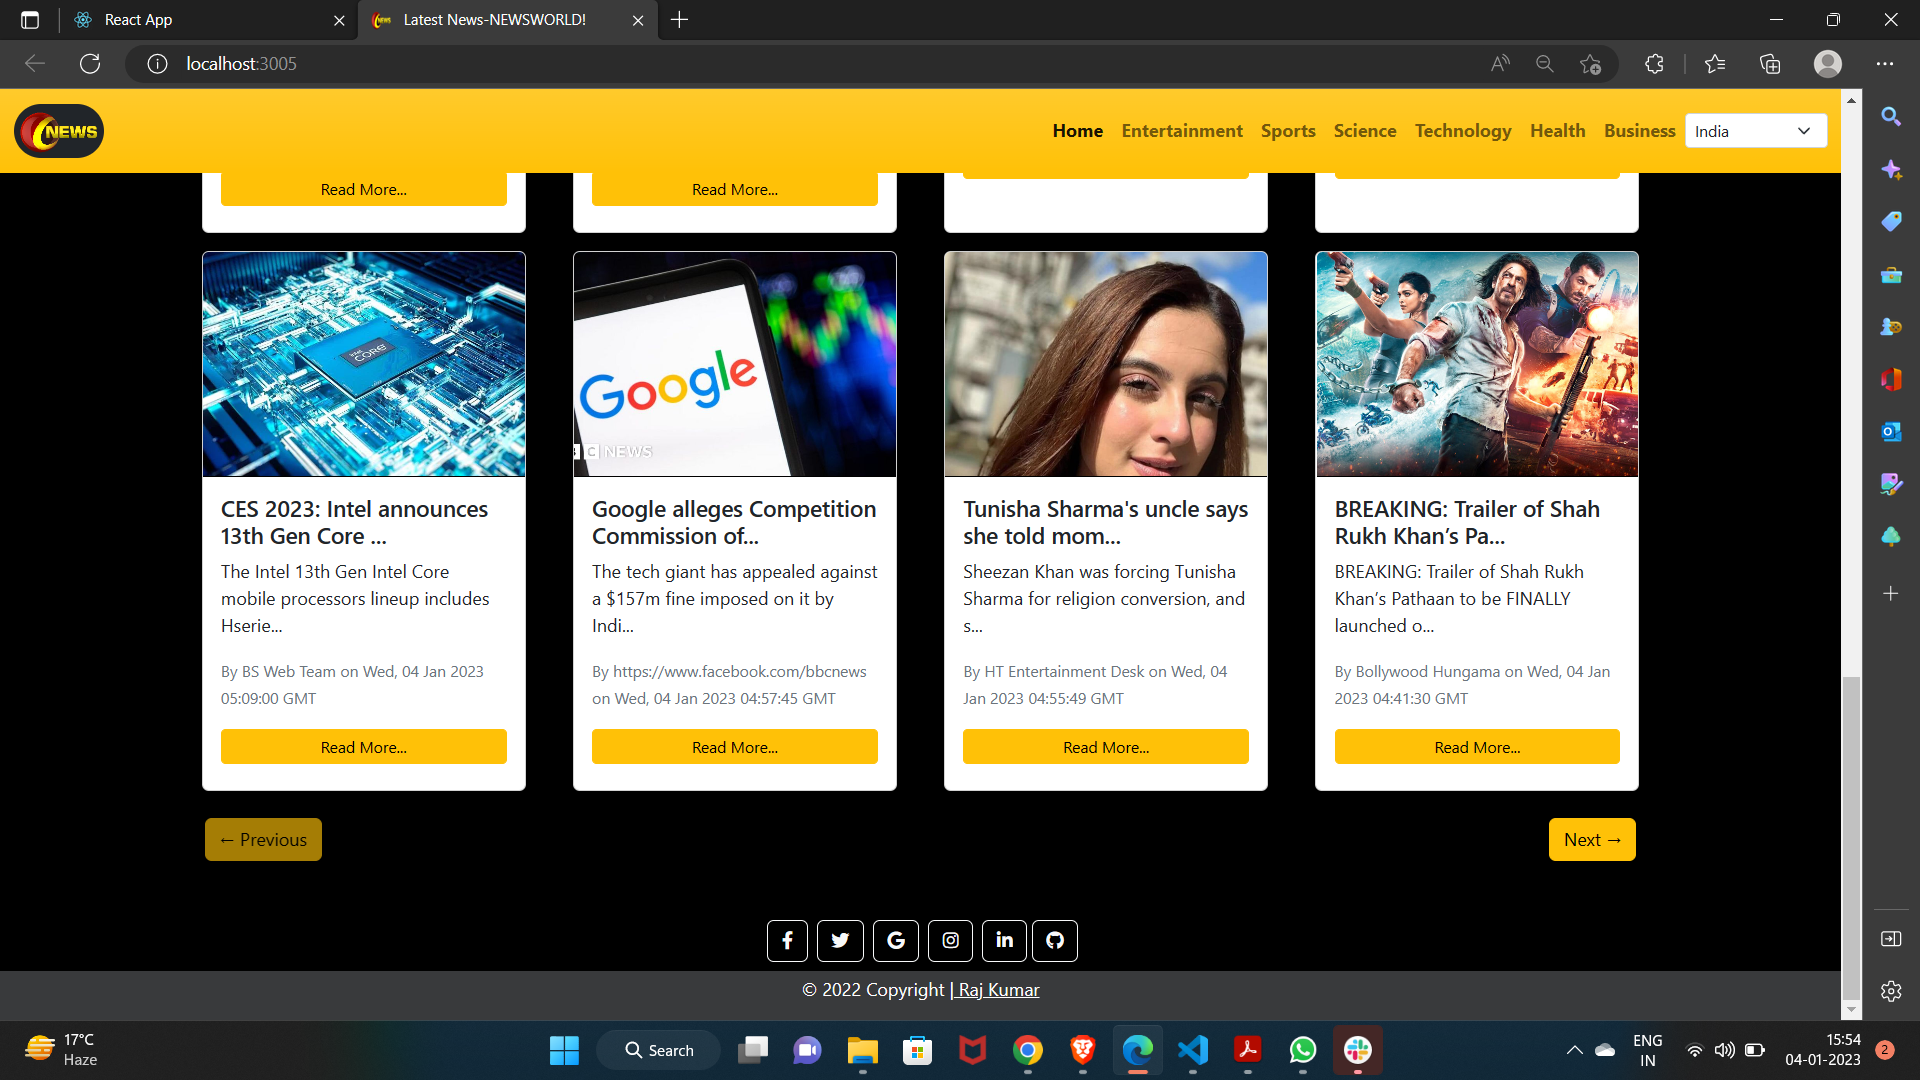 React App
Latest News-NEWSWORLD!
localhost:3005
NEWS
Home
Entertainment
Sports
Science
Technology
Health
Business
India
Read More...
Read More...
intel
CORE
Google
BBC NEWS
CES 2023: Intel announces
13th Gen Core ...
The Intel 13th Gen Intel Core
mobile processors lineup includes
Hserie...
By BS Web Team on Wed, 04 Jan 2023
05:09:00 GMT
Read More...
Google alleges Competition
Commission of...
The tech giant has appealed against
a $157m fine imposed on it by
Indi...
By https://www.facebook.com/bbcnews
on Wed, 04 Jan 2023 04:57:45 GMT
Read More...
Tunisha Sharma's uncle says
she told mom...
Sheezan Khan was forcing Tunisha
Sharma for religion conversion, and
s...
By HT Entertainment Desk on Wed, 04
Jan 2023 04:55:49 GMT
Read More...
BREAKING: Trailer of Shah
Rukh Khan’s Pa...
BREAKING: Trailer of Shah Rukh
Khan’s Pathaan to be FINALLY
launched o...
By Bollywood Hungama on Wed, 04 Jan
2023 04:41:30 GMT
Read More...
← Previous
Next →
© 2022 Copyright | Raj Kumar
17°C
Haze
Search
ENG
IN
15:54
04-01-2023
2